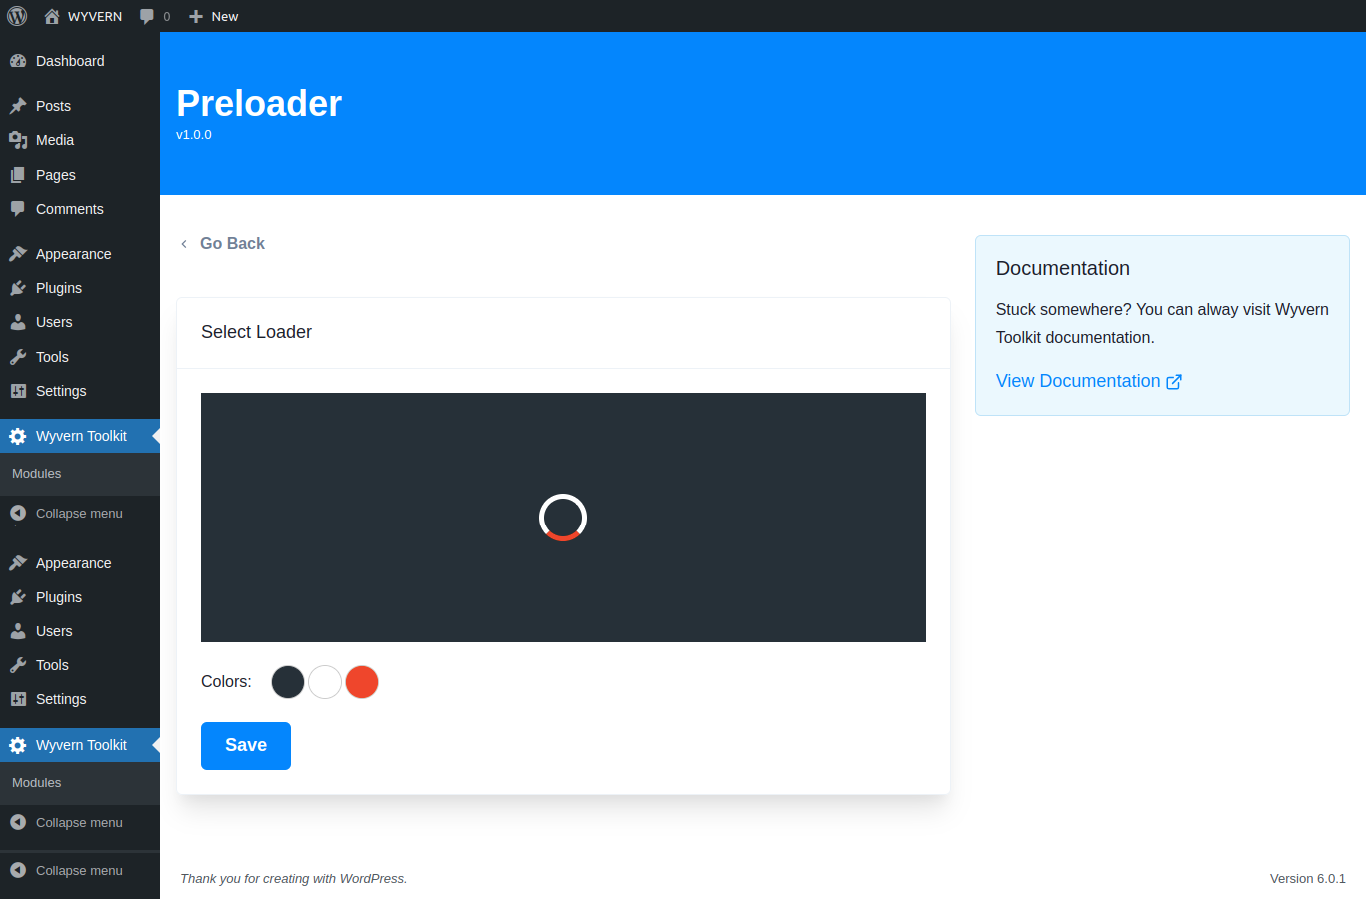 WYVERN 0 New
Dashboard
Posts
Media
Pages
Comments
Appearance
Plugins
Users
Tools
Settings
Wyvern Toolkit
Modules
Collapse menu
Appearance
Plugins
Users
Tools
Settings
Wyvern Toolkit
Modules
Collapse menu
Collapse menu
Preloader
v1.0.0
Go Back
Select Loader
Colors:
Save
Documentation
Stuck somewhere? You can alway visit Wyvern
Toolkit documentation.
View Documentation
Thank you for creating with WordPress.
Version 6.0.1